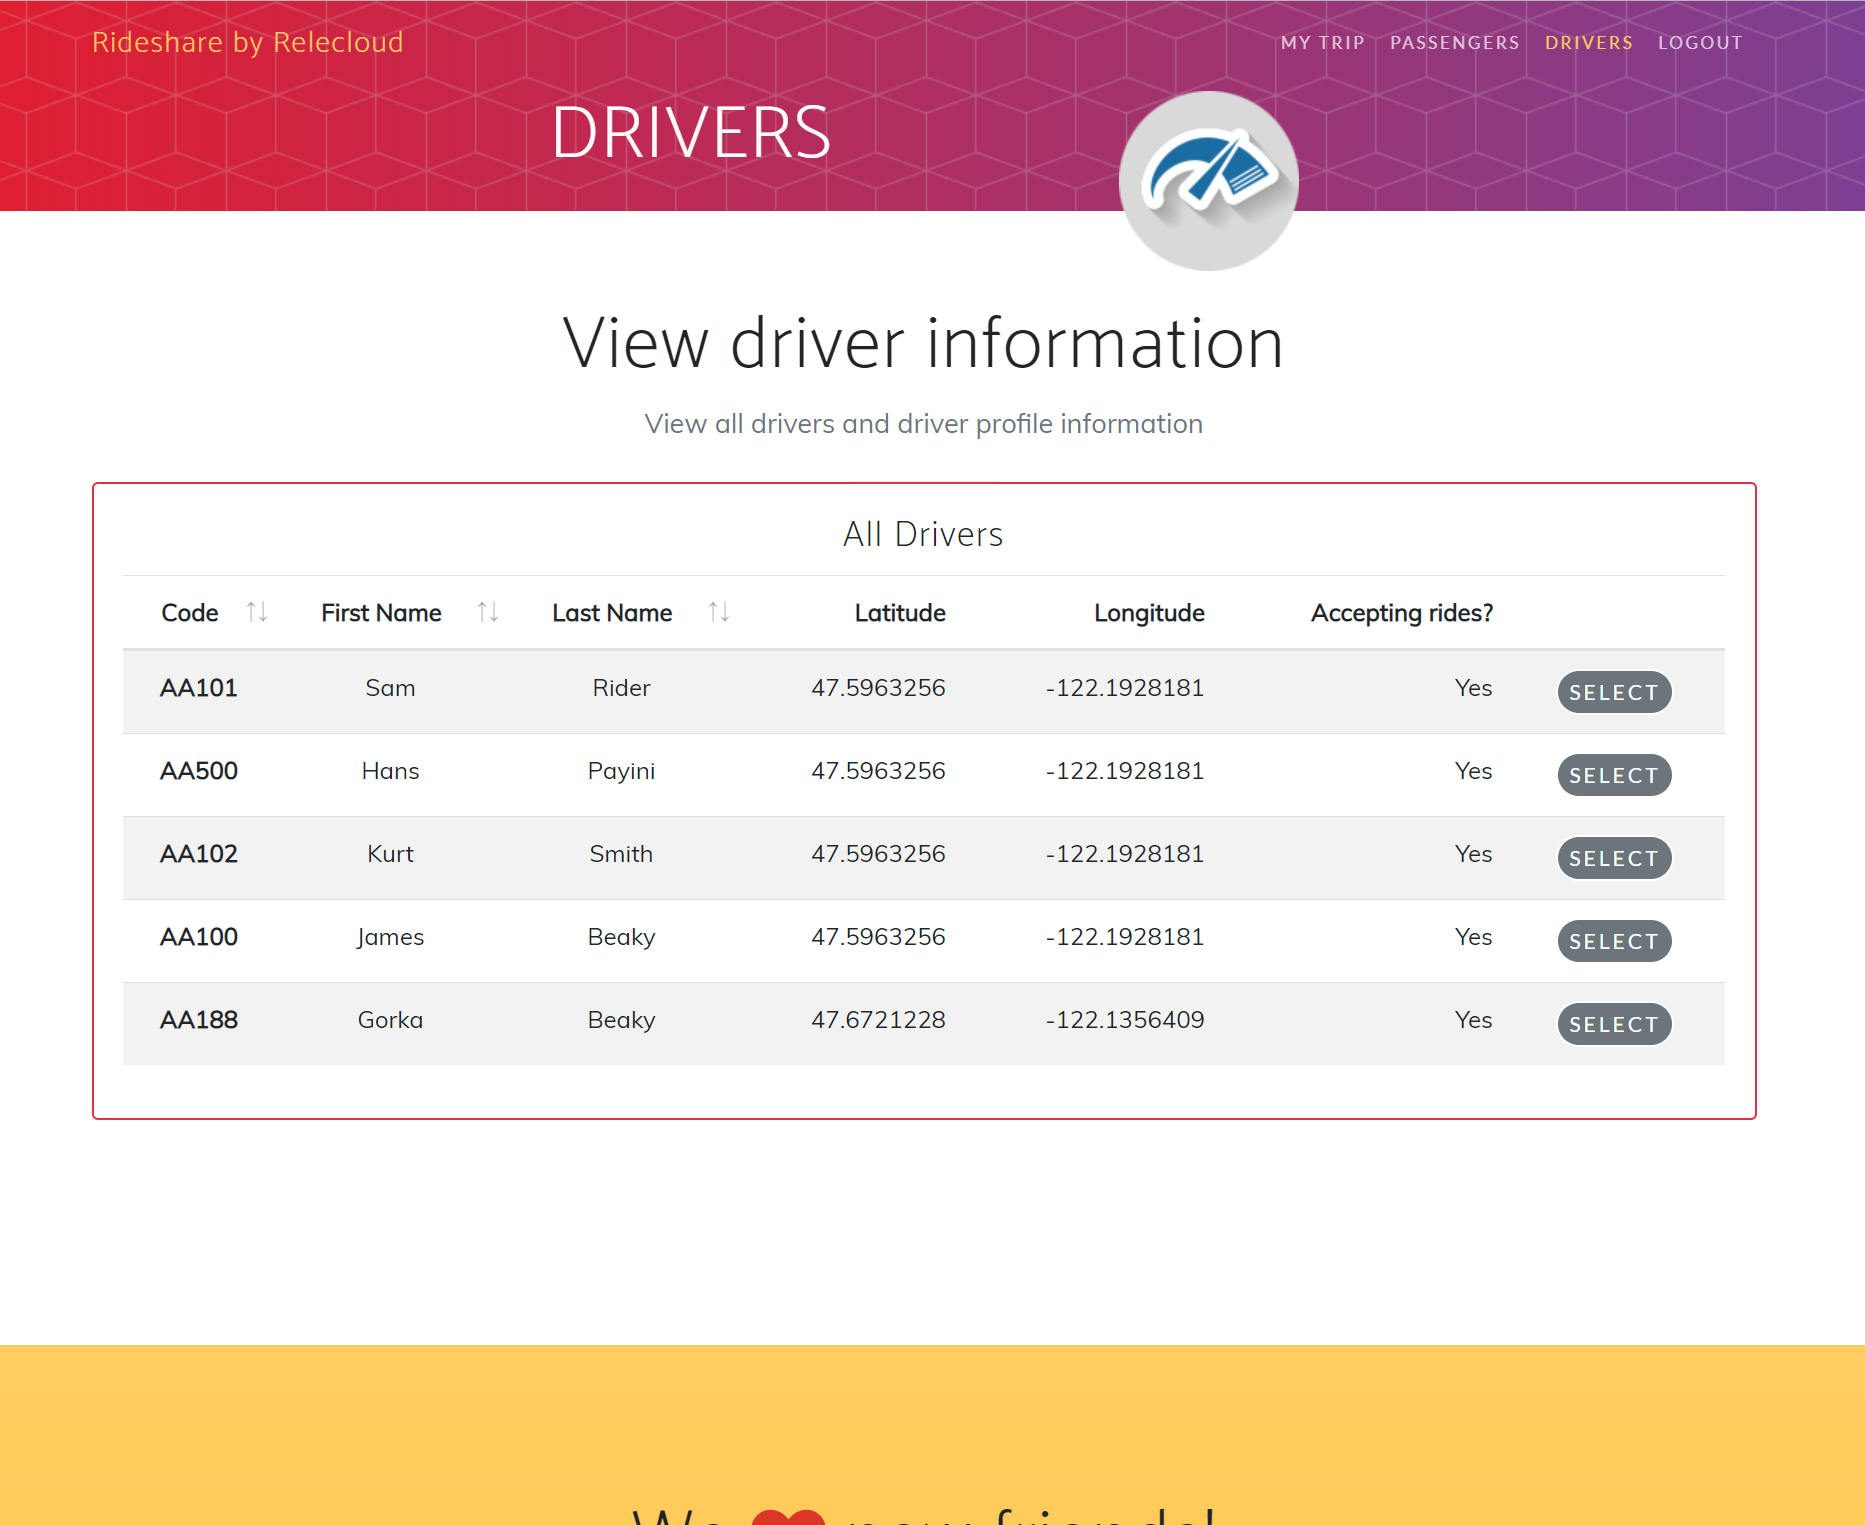 Rideshare by Relecloud MY TRIP PASSENGERS DRIVERS LOGOUT
DRIVERS
View driver information
View all drivers and driver profile information
All Drivers
Code First Name Last Name Latitude Longitude Accepting rides?
AA101 Sam Rider 47.5963256 -122.1928181 Yes SELECT
AA500 Hans Payini 47.5963256 -122.1928181 Yes SELECT
AA102 Kurt Smith 47.5963256 -122.1928181 Yes SELECT
AA100 James Beaky 47.5963256 -122.1928181 Yes SELECT
AA188 Gorka Beaky 47.6721228 -122.1356409 Yes SELECT
We new friends!